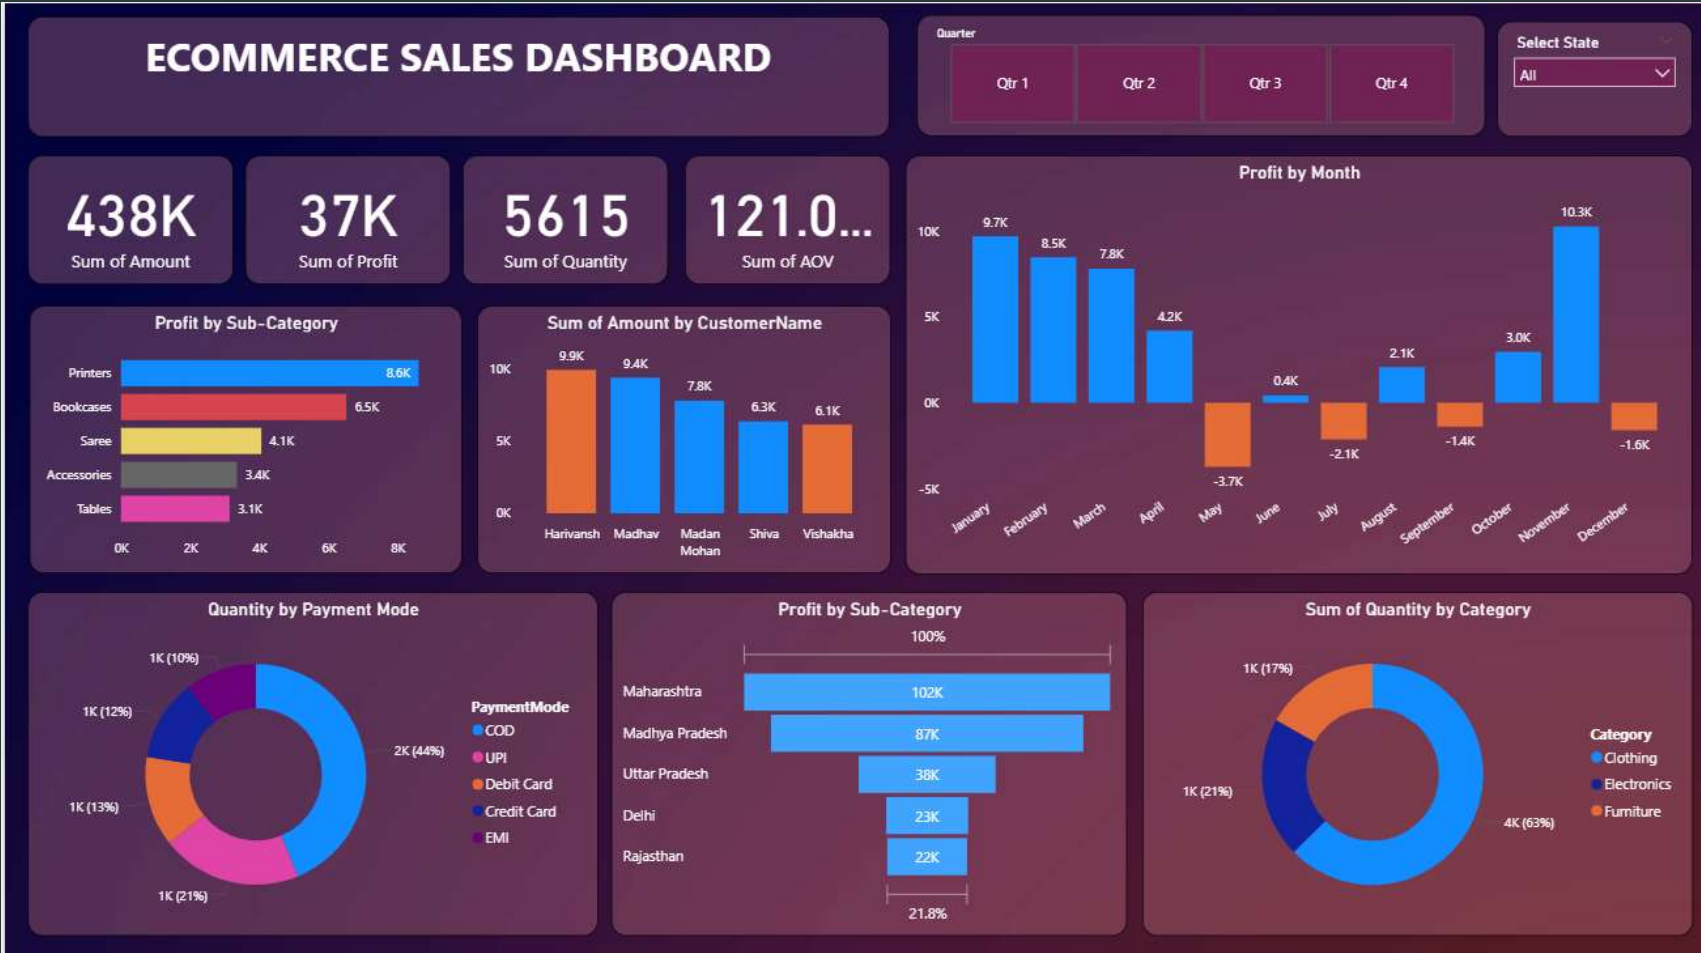 ECOMMERCE SALES DASHBOARD
Quarter
Qtr 1
Qtr 2
Qtr 3
Qtr 4
Select State
All
438K
Sum of Amount
37K
Sum of Profit
5615
Sum of Quantity
121.0...
Sum of AOV
Profit by Month
10K
5K
0K
-5K
9.7K
8.5K
7.8K
4.2K
-3.7K
0.4K
-2.1K
2.1K
-1.4K
3.0K
10.3K
-1.6K
January
February
March
April
May
June
July
August
September
October
November
December
Profit by Sub-Category
Printers
8.6K
Bookcases
6.5K
Saree
4.1K
Accessories
3.4K
Tables
3.1K
0K
2K
4K
6K
8K
Sum of Amount by CustomerName
10K
5K
0K
9.9K
9.4K
7.8K
6.3K
6.1K
Harivansh
Madhav
Madan
Mohan
Shiva
Vishakha
Quantity by Payment Mode
1K (10%)
1K (12%)
1K (13%)
1K (21%)
2K (44%)
PaymentMode
COD
UPI
Debit Card
Credit Card
EMI
Profit by Sub-Category
100%
Maharashtra
102K
Madhya Pradesh
87K
Uttar Pradesh
38K
Delhi
23K
Rajasthan
22K
21.8%
Sum of Quantity by Category
1K (17%)
1K (21%)
4K (63%)
Category
Clothing
Electronics
Furniture